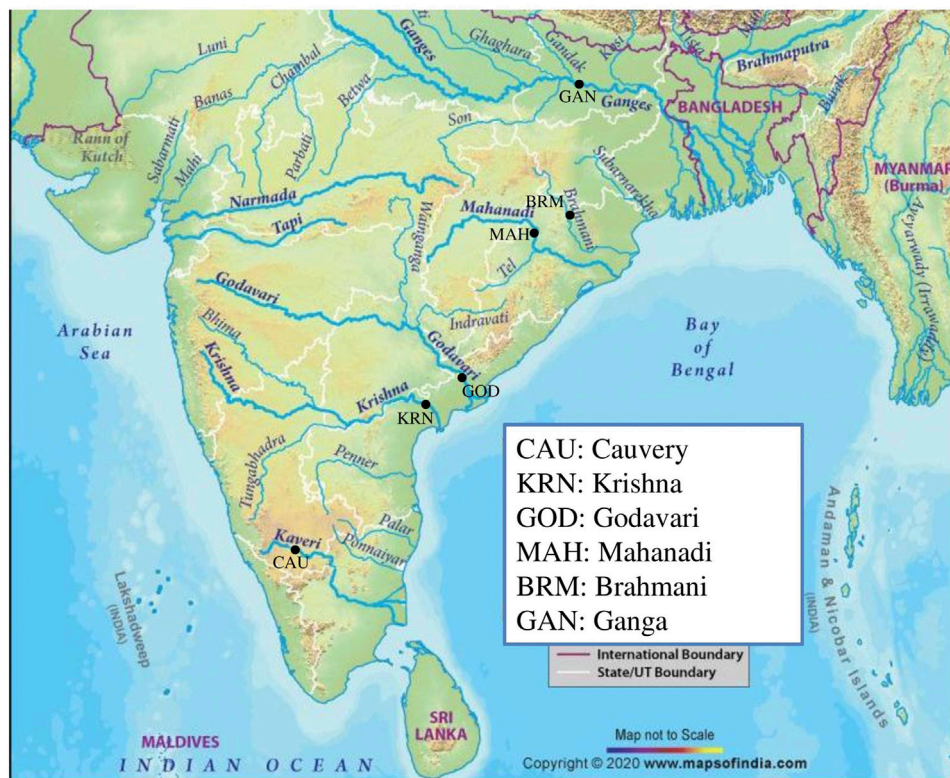 Luni
Chambal
Banas
Betwa
Ganges
Ghaghara
Gandak
Kosi
Brahmaputra
Barak
GAN
Ganges
BANGLADESH
Rann of
Kutch
Sabarmati
Mahi
Parbati
Son
Subarnarekha
MYANMAR
(Burma)
Narmada
Tapi
Wainganga
Mahanadi
BRM
Brahmani
MAH
Tel
Ayeyarwady (Irrawaddy)
Godavari
Indravati
Arabian
Sea
Bhima
Krishna
Godavari
Bay
of
Bengal
Krishna
GOD
KRN
Tungabhadra
Penner
Palar
Ponnaiyar
Kaveri
CAU
CAU: Cauvery
KRN: Krishna
GOD: Godavari
MAH: Mahanadi
BRM: Brahmani
GAN: Ganga
International Boundary
State/UT Boundary
Lakshadweep
(INDIA)
Andaman & Nicobar Islands
(INDIA)
SRI
LANKA
MALDIVES
INDIAN OCEAN
Map not to Scale
Copyright © 2020 www.mapsofindia.com